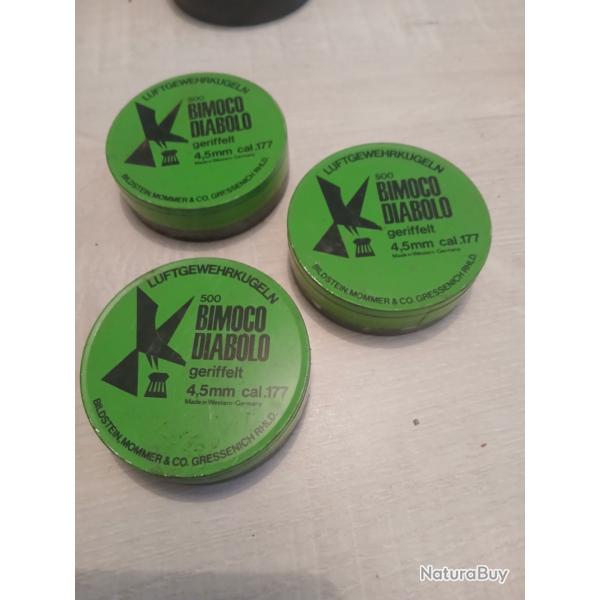 LUFTGEWEHRKUGELN
500
BIMOCO
DIABOLO
geriffelt
4,5mm cal.177
Made in Western-Germany
BILDSTEIN, MOMMER & CO. GRESSENICH RHLD.
LUFTGEWEHRKUGELN
500
BIMOCO
DIABOLO
geriffelt
4,5mm cal.177
Made in Western-Germany
BILDSTEIN, MOMMER & CO. GRESSENICH RHLD.
LUFTGEWEHRKUGELN
500
BIMOCO
DIABOLO
geriffelt
4,5mm cal.177
Made in Western-Germany
BILDSTEIN, MOMMER & CO. GRESSENICH RHLD.
NaturaBuy